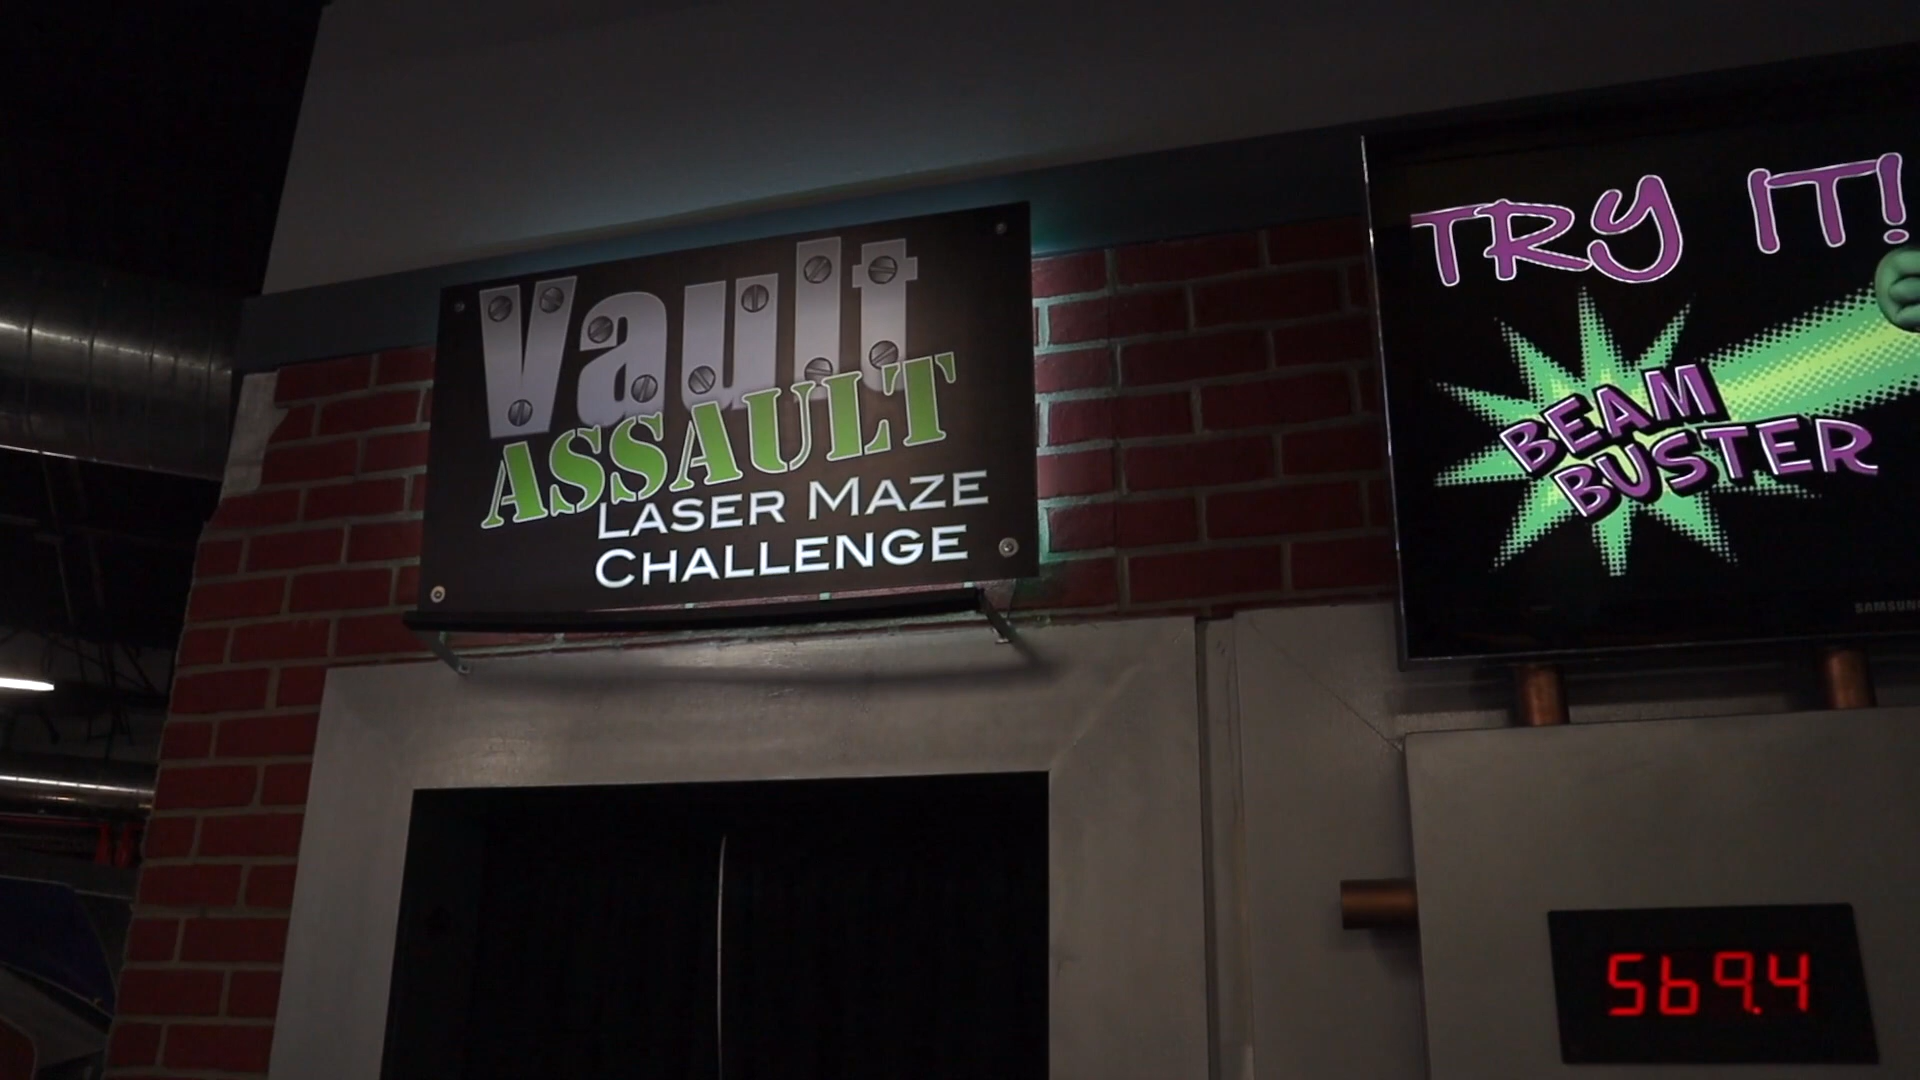 Vault
ASSAULT
LASER MAZE
CHALLENGE
TRY IT!
BEAM
BUSTER
SAMSUNG
569.4